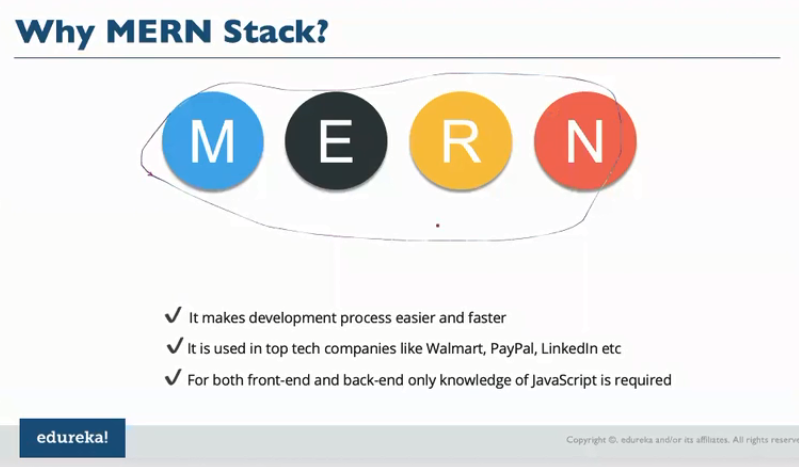 Why MERN Stack?
M E R N
It makes development process easier and faster
It is used in top tech companies like Walmart, PayPal, LinkedIn etc
For both front-end and back-end only knowledge of JavaScript is required
edureka!
Copyright ©. edureka and/or its affiliates. All rights reserve